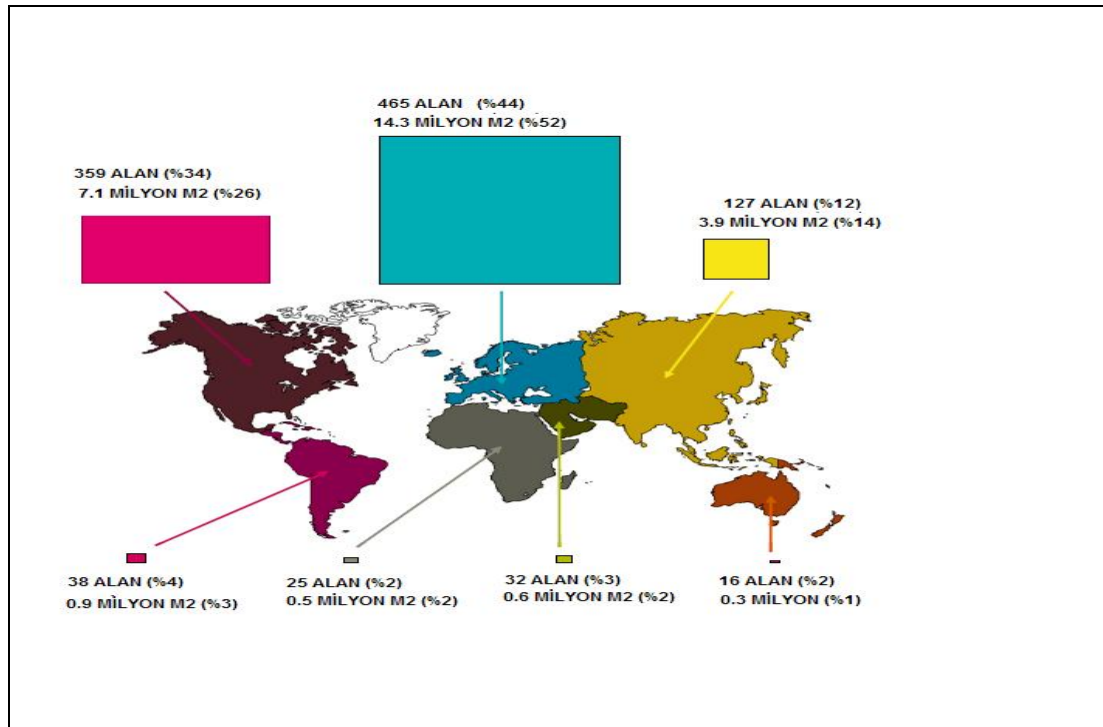 465 ALAN (%44)
14.3 MİLYON M2 (%52)
359 ALAN (%34)
7.1 MİLYON M2 (%26)
127 ALAN (%12)
3.9 MİLYON M2 (%14)
38 ALAN (%4)
0.9 MİLYON M2 (%3)
25 ALAN (%2)
0.5 MİLYON M2 (%2)
32 ALAN (%3)
0.6 MİLYON M2 (%2)
16 ALAN (%2)
0.3 MİLYON (%1)